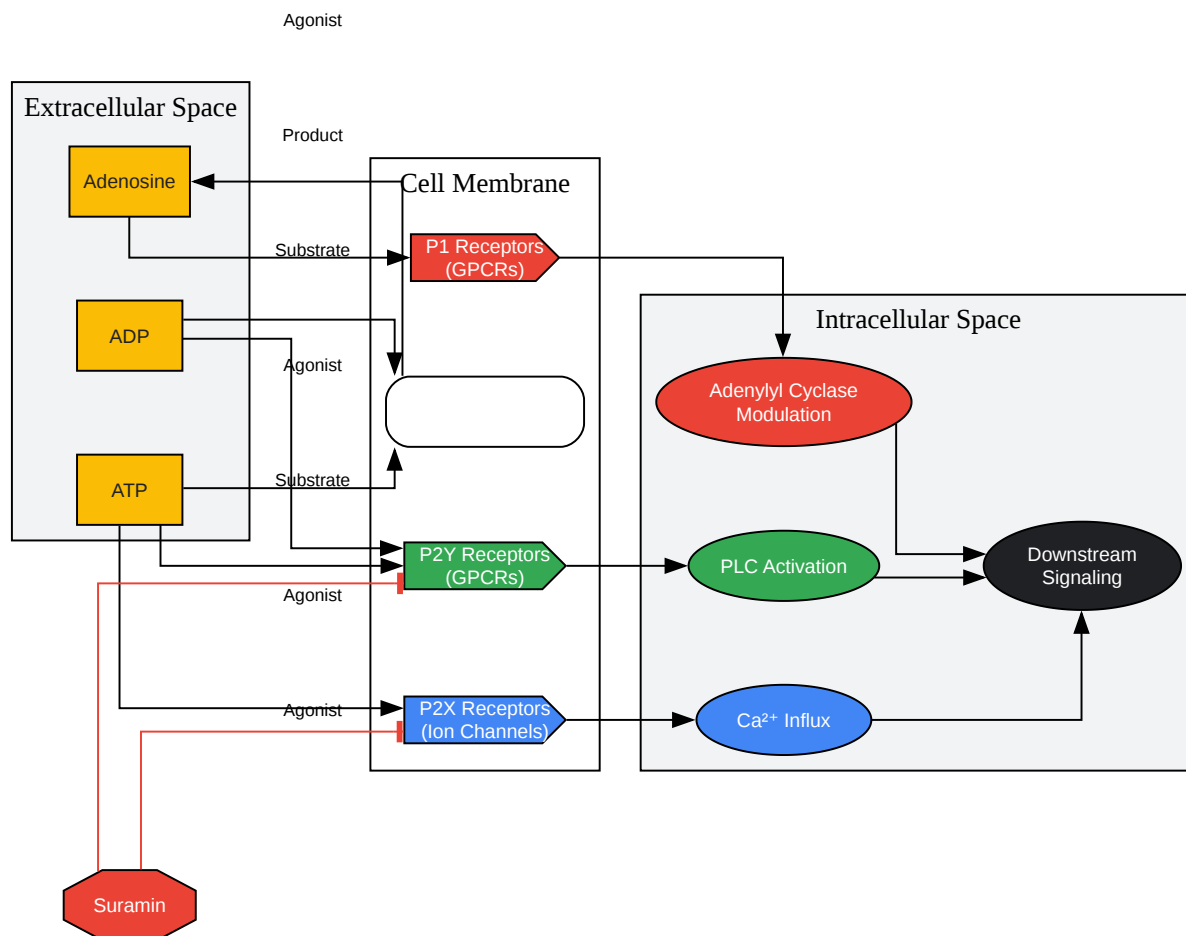 Agonist
Extracellular Space
Product
Adenosine
Cell Membrane
Substrate
P1 Receptors
(GPCRs)
Intracellular Space
ADP
Agonist
Adenylyl Cyclase
Modulation
ATP
Substrate
P2Y Receptors
(GPCRs)
PLC Activation
Downstream
Signaling
Agonist
Agonist
P2X Receptors
(Ion Channels)
Ca²⁺ Influx
Suramin